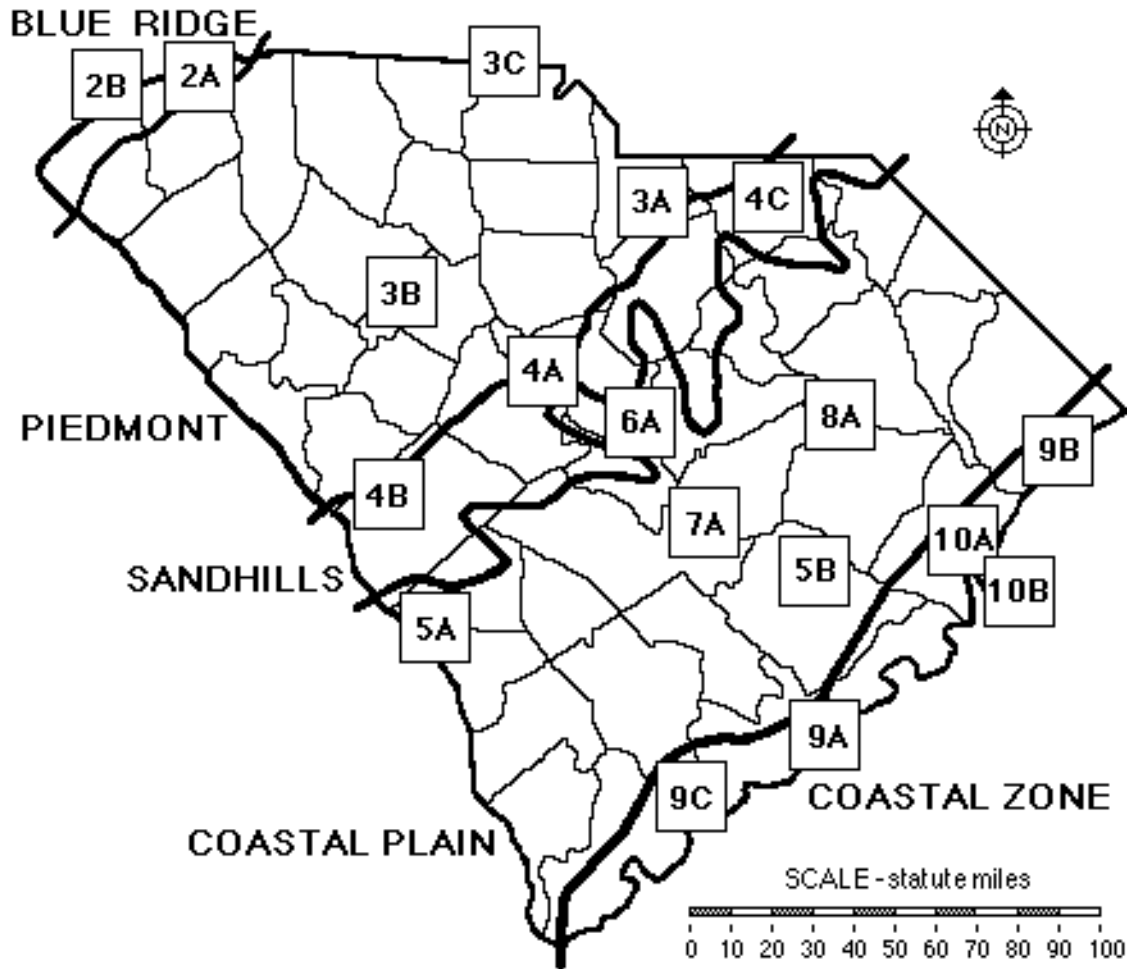 BLUE RIDGE
2B
2A
3C
N
3A
4C
3B
4A
PIEDMONT
6A
8A
9B
4B
7A
10A
SANDHILLS
5B
10B
5A
9A
9C
COASTAL ZONE
COASTAL PLAIN
SCALE - statute miles
0 10 20 30 40 50 60 70 80 90 100